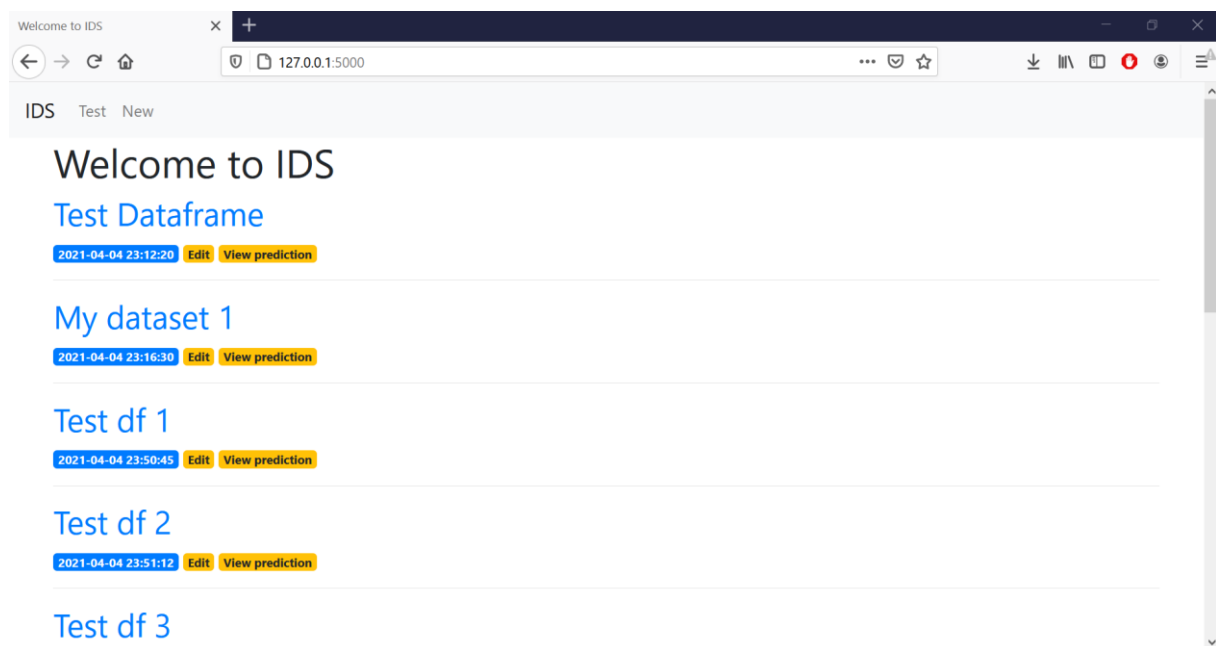 Welcome to IDS
127.0.0.1:5000
IDS Test New
Welcome to IDS
Test Dataframe
2021-04-04 23:12:20 Edit View prediction
My dataset 1
2021-04-04 23:16:30 Edit View prediction
Test df 1
2021-04-04 23:50:45 Edit View prediction
Test df 2
2021-04-04 23:51:12 Edit View prediction
Test df 3